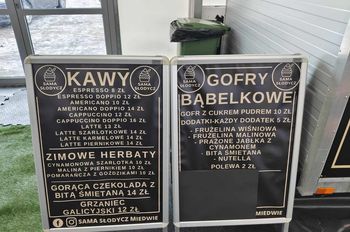 SAMA
SŁODYCZ
KAWY
SAMA
SŁODYCZ
ESPRESSO 8 ZŁ
ESPRESSO DOPPIO 12 ZŁ
AMERICANO 10 ZŁ
AMERICANO DOPPIO 14 ZŁ
CAPPUCCINO 12 ZŁ
CAPPUCCINO DOPPIO 16 ZŁ
LATTE 13 ZŁ
LATTE SZARLOTKOWE 14 ZŁ
LATTE KARMELOWE 14 ZŁ
LATTE PIERNIKOWE 14 ZŁ
ZIMOWE HERBATY
CYNAMONOWA SZARLOTKA 10 ZŁ
MALINA Z PIERNIKIEM 10 ZŁ
POMARAŃCZA Z GOŹDZIKAMI 10 ZŁ
GORĄCA CZEKOLADA Z
BITĄ ŚMIETANĄ 14 ZŁ
GRZANIEC
GALICYJSKI 12 ZŁ
SAMA SŁODYCZ MIEDWIE
SAMA
SŁODYCZ
GOFRY
SAMA
SŁODYCZ
BĄBELKOWE
GOFR Z CUKREM PUDREM 10 ZŁ
DODATKI-KAŻDY DODATEK 5 ZŁ
- FRUŻELINA WIŚNIOWA
- FRUŻELINA MALINOWA
- PRAŻONE JABŁKA Z
CYNAMONEM
- BITA ŚMIETANA
- NUTELLA
POLEWA 2 ZŁ
MIEDWIE